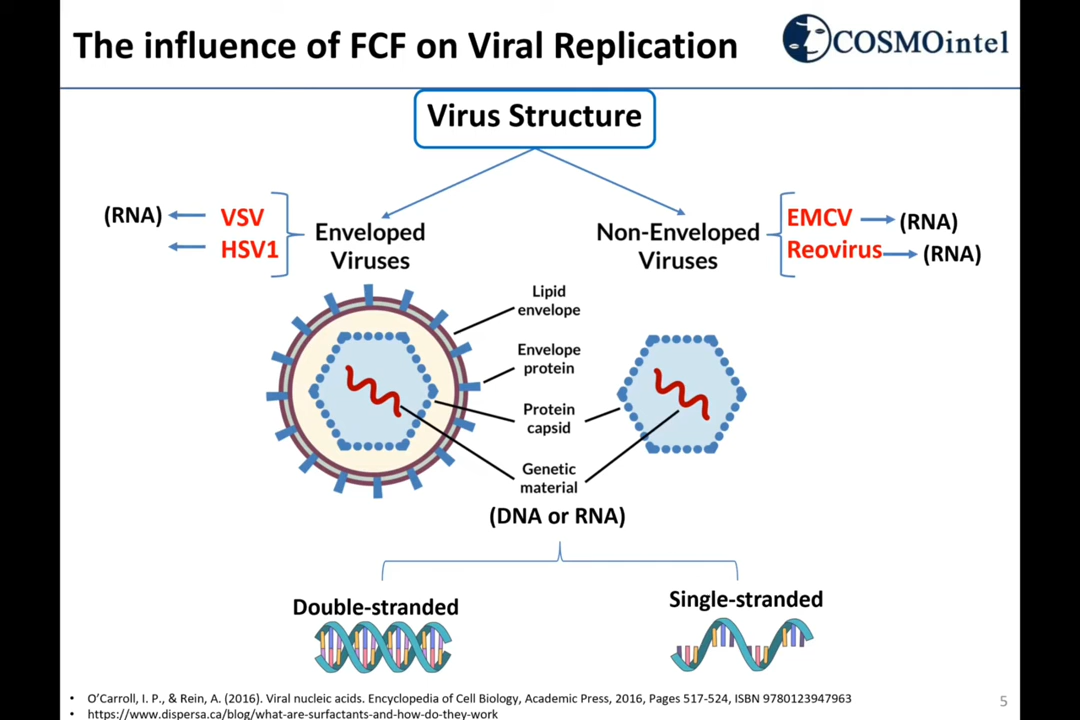 The influence of FCF on Viral Replication
COSMOintel
Virus Structure
(RNA)
VSV
HSV1
Enveloped
Viruses
Non-Enveloped
Viruses
EMCV
(RNA)
Reovirus
(RNA)
Lipid
envelope
Envelope
protein
Protein
capsid
Genetic
material
(DNA or RNA)
Double-stranded
Single-stranded
• O'Carroll, I. P., & Rein, A. (2016). Viral nucleic acids. Encyclopedia of Cell Biology, Academic Press, 2016, Pages 517-524, ISBN 9780123947963
• https://www.dispersa.ca/blog/what-are-surfactants-and-how-do-they-work
5